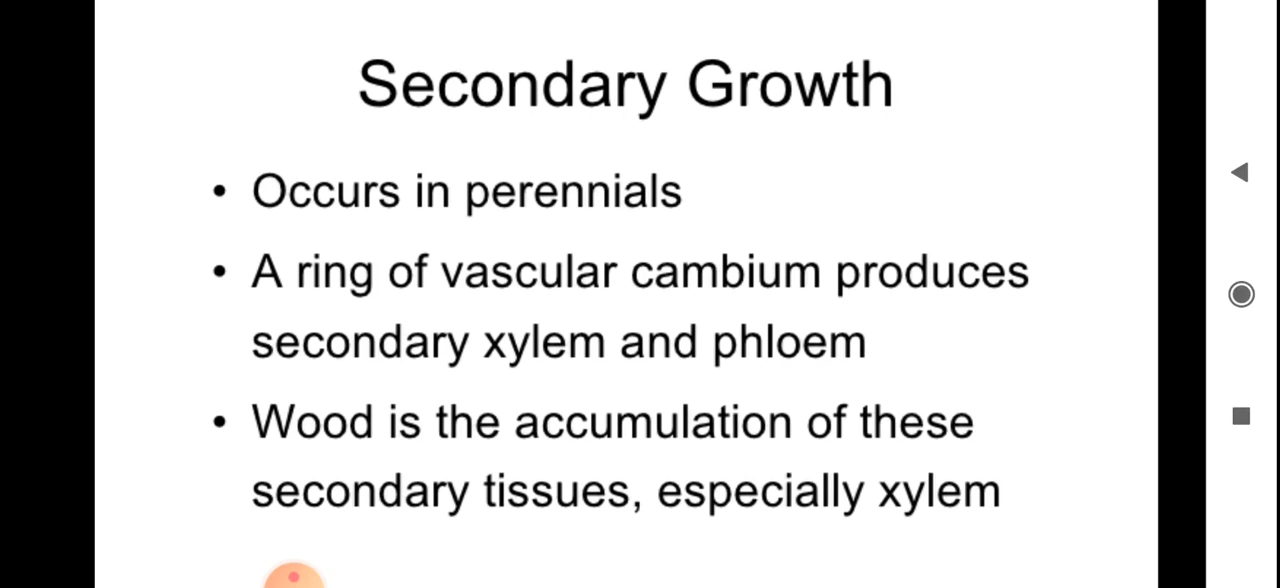 Secondary Growth
• Occurs in perennials
• A ring of vascular cambium produces
secondary xylem and phloem
• Wood is the accumulation of these
secondary tissues, especially xylem